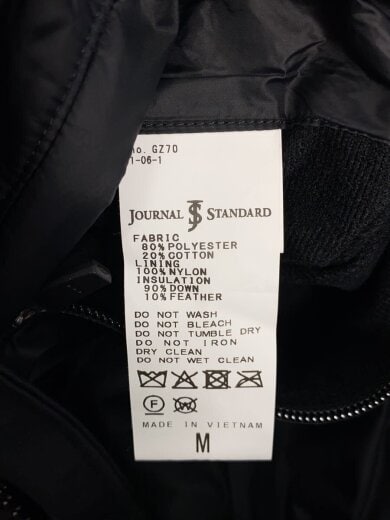 no. GZ70
1-06-1
JOURNAL JS STANDARD
FABRIC
80% POLYESTER
20% COTTON
LINING
100% NYLON
INSULATION
90% DOWN
10% FEATHER
DO NOT WASH
DO NOT BLEACH
DO NOT TUMBLE DRY
DO NOT IRON
DRY CLEAN
DO NOT WET CLEAN
F W
MADE IN VIETNAM
M